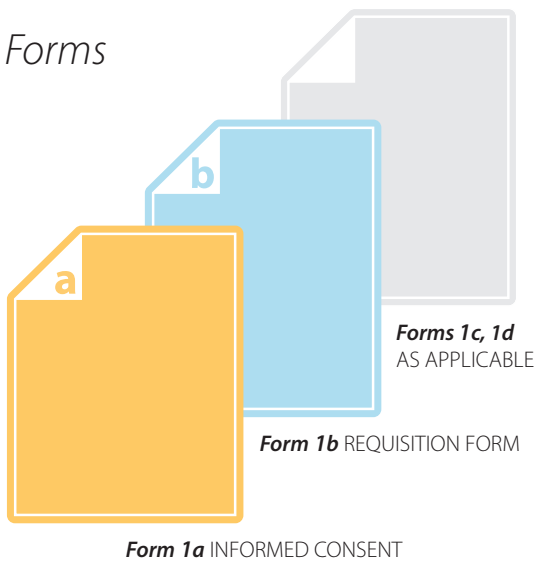 Forms
b
a
Forms 1c, 1d
AS APPLICABLE
Form 1b REQUISITION FORM
Form 1a INFORMED CONSENT